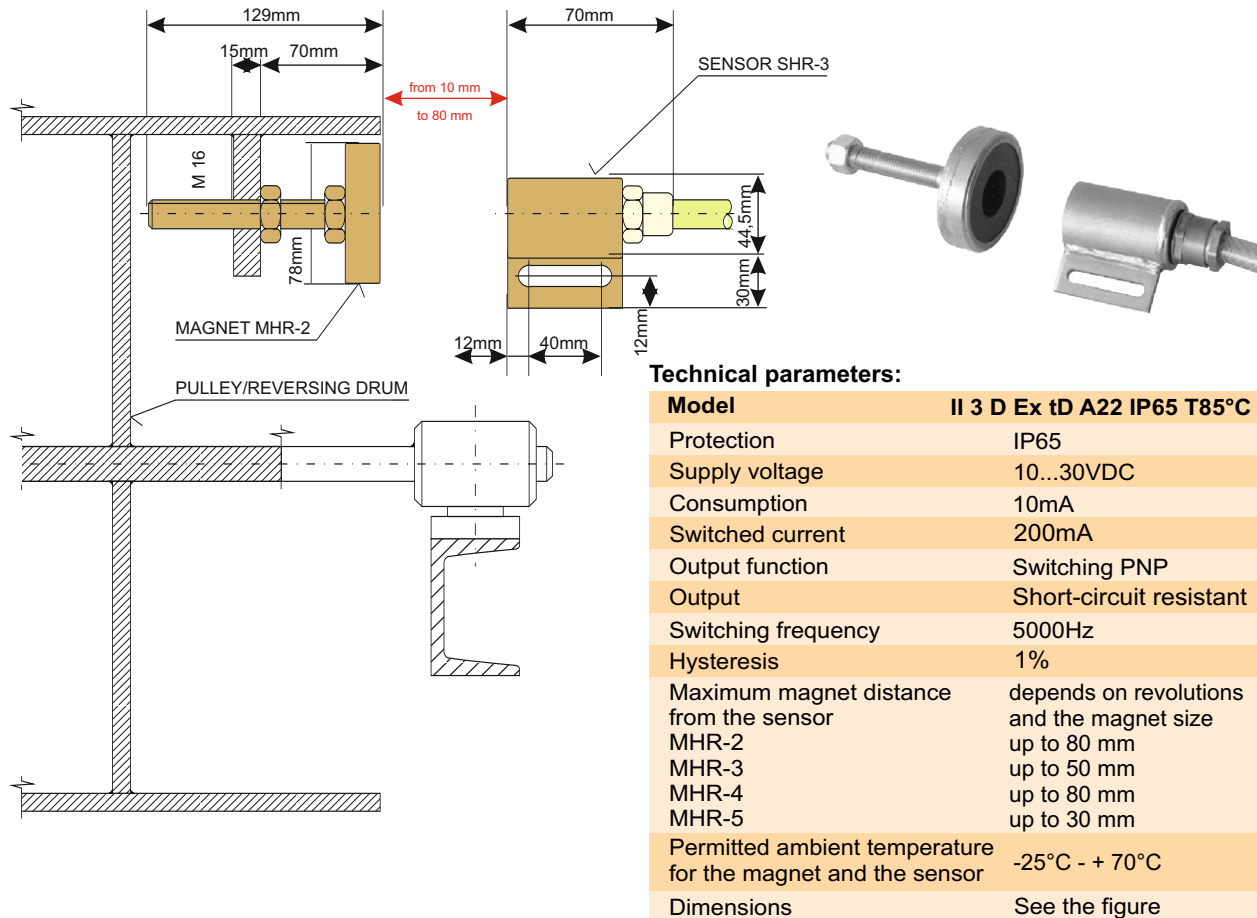 129mm
70mm
15mm
70mm
SENSOR SHR-3
from 10 mm
to 80 mm
M 16
78mm
44,5mm
30mm
MAGNET MHR-2
12mm
40mm
12mm
PULLEY/REVERSING DRUM
Technical parameters:
Model II 3 D Ex tD A22 IP65 T85°C
Protection IP65
Supply voltage 10...30VDC
Consumption 10mA
Switched current 200mA
Output function Switching PNP
Output Short-circuit resistant
Switching frequency 5000Hz
Hysteresis 1%
Maximum magnet distance depends on revolutions
from the sensor and the magnet size
MHR-2 up to 80 mm
MHR-3 up to 50 mm
MHR-4 up to 80 mm
MHR-5 up to 30 mm
Permitted ambient temperature
for the magnet and the sensor -25°C - + 70°C
Dimensions See the figure